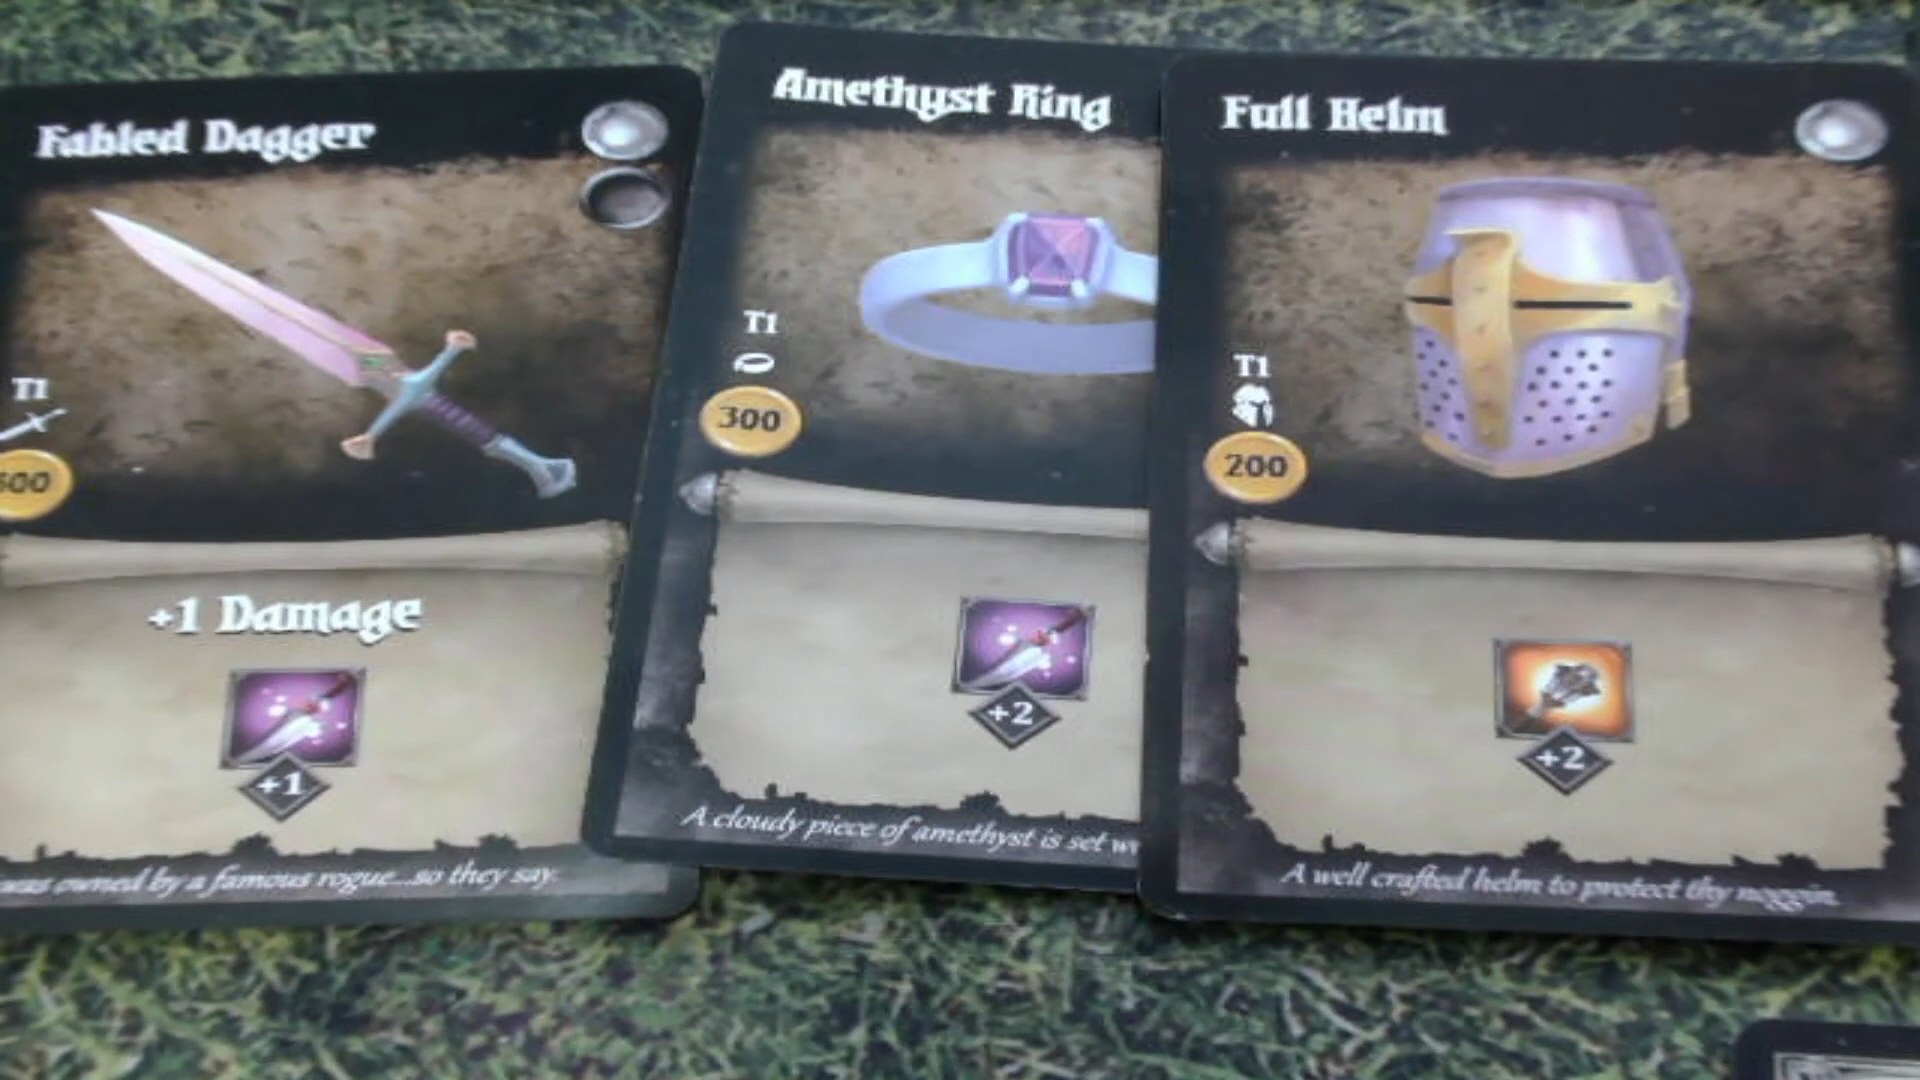 Fabled Dagger
T1
+1 Damage
+1
was owned by a famous rogue...so they say.
Amethyst Ring
T1
300
+2
A cloudy piece of amethyst is set
Full Helm
T1
200
+2
A well crafted helm to protect thy noggin.